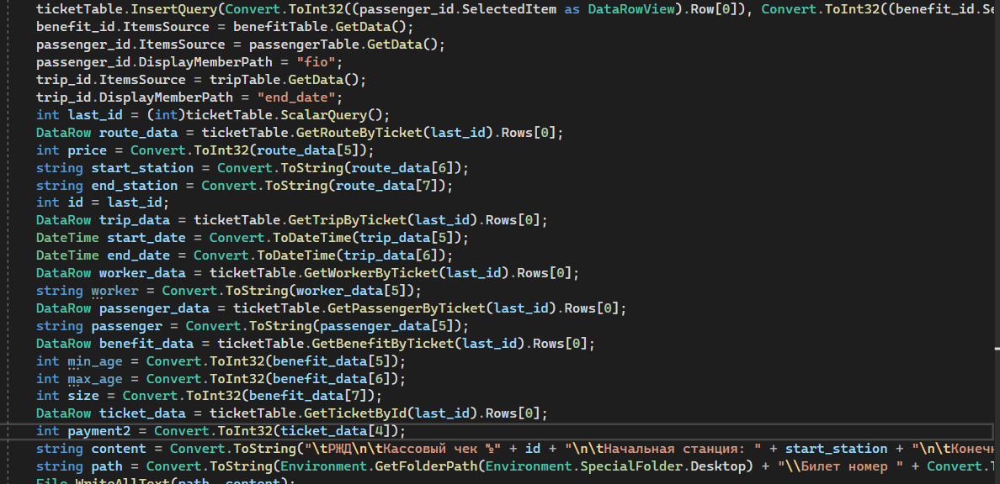 ticketTable.InsertQuery(Convert.ToInt32((passenger_id.SelectedItem as DataRowView).Row[0]), Convert.ToInt32((benefit_id.Se
benefit_id.ItemsSource = benefitTable.GetData();
passenger_id.ItemsSource = passengerTable.GetData();
passenger_id.DisplayMemberPath = "fio";
trip_id.ItemsSource = tripTable.GetData();
trip_id.DisplayMemberPath = "end_date";
int last_id = (int)ticketTable.ScalarQuery();
DataRow route_data = ticketTable.GetRouteByTicket(last_id).Rows[0];
int price = Convert.ToInt32(route_data[5]);
string start_station = Convert.ToString(route_data[6]);
string end_station = Convert.ToString(route_data[7]);
int id = last_id;
DataRow trip_data = ticketTable.GetTripByTicket(last_id).Rows[0];
DateTime start_date = Convert.ToDateTime(trip_data[5]);
DateTime end_date = Convert.ToDateTime(trip_data[6]);
DataRow worker_data = ticketTable.GetWorkerByTicket(last_id).Rows[0];
string worker = Convert.ToString(worker_data[5]);
DataRow passenger_data = ticketTable.GetPassengerByTicket(last_id).Rows[0];
string passenger = Convert.ToString(passenger_data[5]);
DataRow benefit_data = ticketTable.GetBenefitByTicket(last_id).Rows[0];
int min_age = Convert.ToInt32(benefit_data[5]);
int max_age = Convert.ToInt32(benefit_data[6]);
int size = Convert.ToInt32(benefit_data[7]);
DataRow ticket_data = ticketTable.GetTicketById(last_id).Rows[0];
int payment2 = Convert.ToInt32(ticket_data[4]);
string content = Convert.ToString("\tРЖД\n\tКассовый чек №" + id + "\n\tНачальная станция: " + start_station + "\n\tКонечн
string path = Convert.ToString(Environment.GetFolderPath(Environment.SpecialFolder.Desktop) + "\\Билет номер " + Convert.T
File.WriteAllText(path, content);